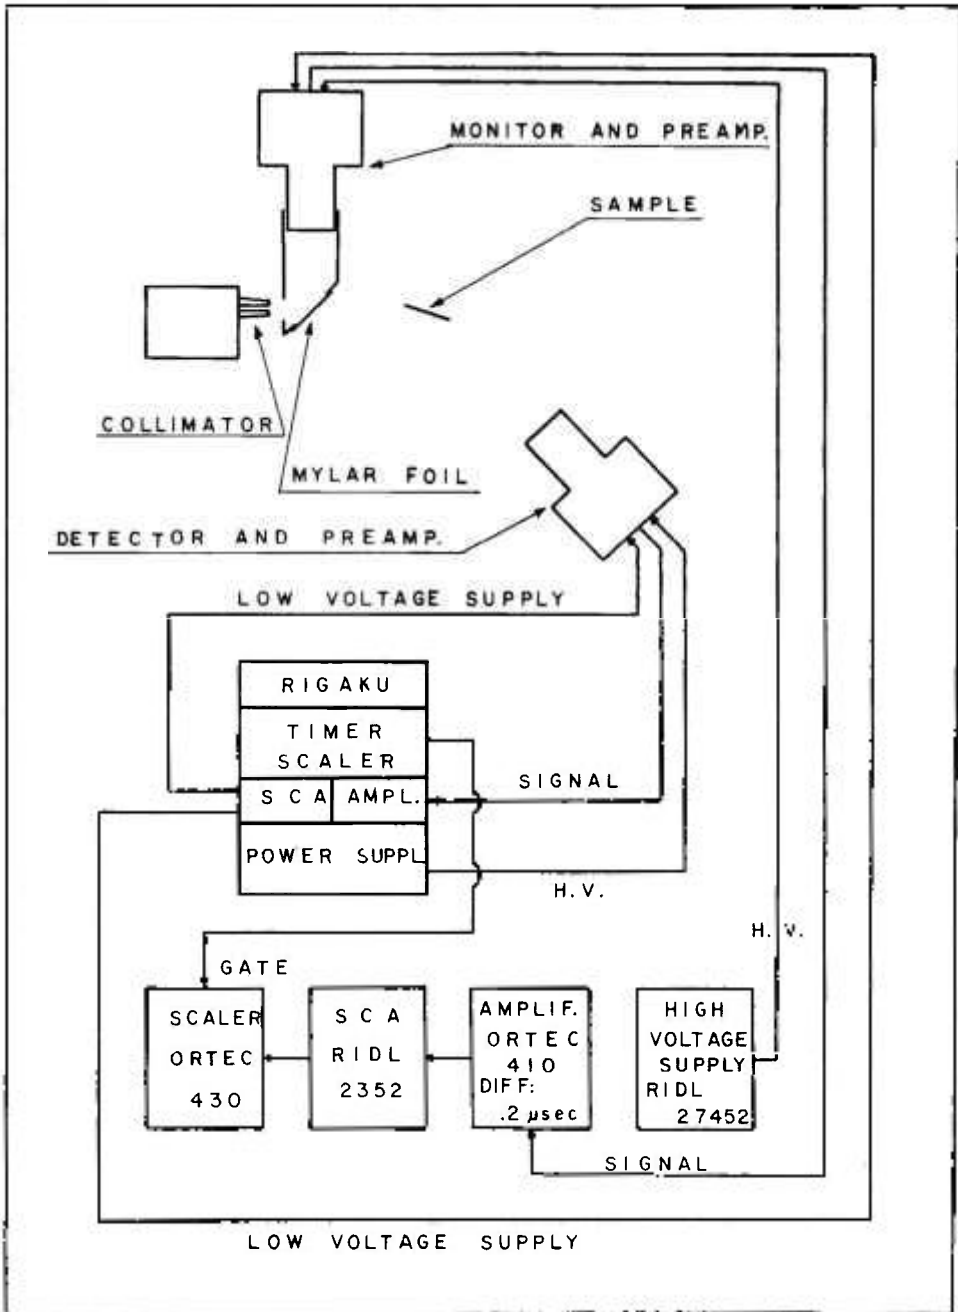 MONITOR AND PREAMP.
SAMPLE
COLLIMATOR
MYLAR FOIL
DETECTOR AND PREAMP.
LOW VOLTAGE SUPPLY
RIGAKU
TIMER
SCALER
SIGNAL
SCA AMPL.
POWER SUPPL
H.V.
H.V.
GATE
SCALER
ORTEC
430
SCA
RIDL
2352
AMPLIF.
ORTEC
410
DIFF:
.2 µsec
HIGH
VOLTAGE
SUPPLY
RIDL
27452
SIGNAL
LOW VOLTAGE SUPPLY